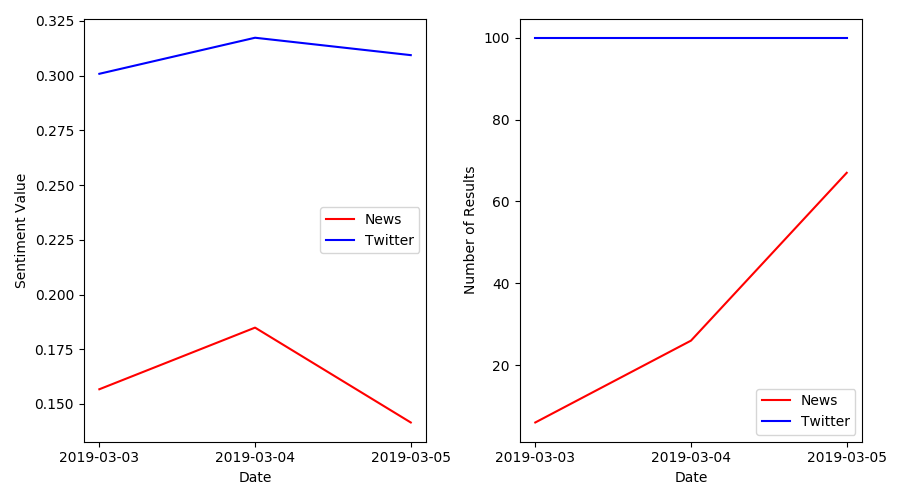 0.325
0.300
0.275
0.250
0.225
0.200
0.175
0.150
Sentiment Value
News
Twitter
2019-03-03 2019-03-04 2019-03-05
Date
100
80
60
40
20
Number of Results
News
Twitter
2019-03-03 2019-03-04 2019-03-05
Date